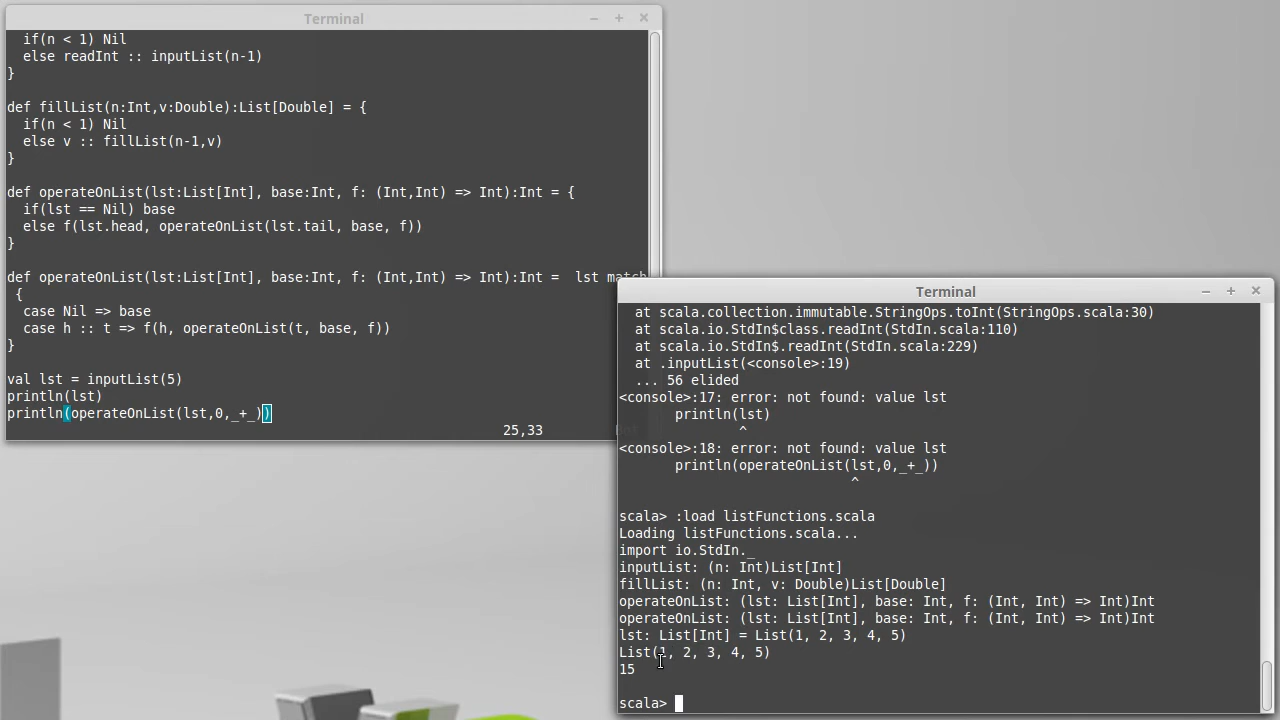 Terminal
if(n < 1) Nil
else readInt :: inputList(n-1)
}
def fillList(n:Int,v:Double):List[Double] = {
if(n < 1) Nil
else v :: fillList(n-1,v)
}
def operateOnList(lst:List[Int], base:Int, f: (Int,Int) => Int):Int = {
if(lst == Nil) base
else f(lst.head, operateOnList(lst.tail, base, f))
}
def operateOnList(lst:List[Int], base:Int, f: (Int,Int) => Int):Int =  lst match
{
case Nil => base
case h :: t => f(h, operateOnList(t, base, f))
}
val lst = inputList(5)
println(lst)
println(operateOnList(lst,0,_+_))
25,33
Terminal
at scala.collection.immutable.StringOps.toInt(StringOps.scala:30)
at scala.io.StdIn$class.readInt(StdIn.scala:110)
at scala.io.StdIn$.readInt(StdIn.scala:229)
at .inputList(<console>:19)
... 56 elided
<console>:17: error: not found: value lst
println(lst)
^
<console>:18: error: not found: value lst
println(operateOnList(lst,0,_+_))
^
scala> :load listFunctions.scala
Loading listFunctions.scala...
import io.StdIn._
inputList: (n: Int)List[Int]
fillList: (n: Int, v: Double)List[Double]
operateOnList: (lst: List[Int], base: Int, f: (Int, Int) => Int)Int
operateOnList: (lst: List[Int], base: Int, f: (Int, Int) => Int)Int
lst: List[Int] = List(1, 2, 3, 4, 5)
List(1, 2, 3, 4, 5)
15
scala>